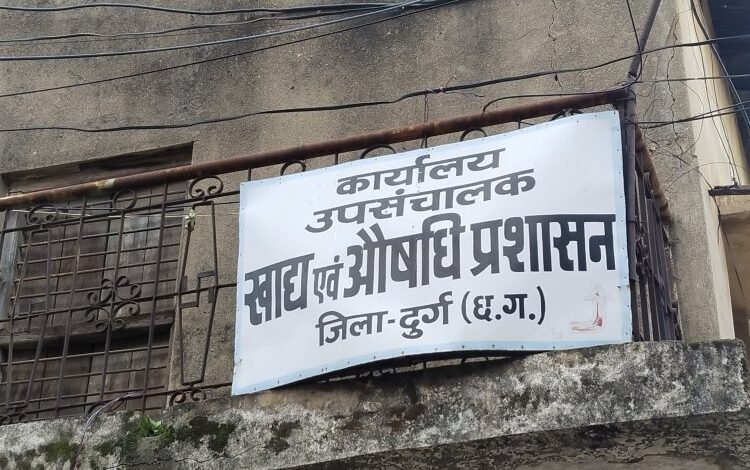 कार्यालय
उपसंचालक
खाद्य एवं औषधि प्रशासन
जिला-दुर्ग (छ.ग.)